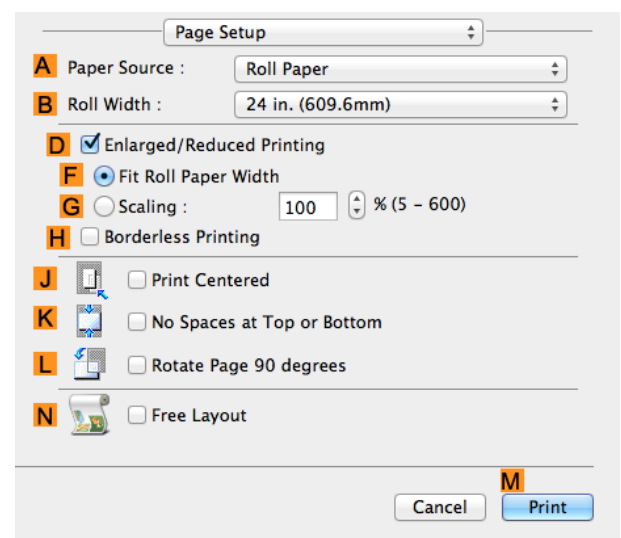 Page Setup
A Paper Source : Roll Paper
B Roll Width : 24 in. (609.6mm)
D Enlarged/Reduced Printing
F Fit Roll Paper Width
G Scaling : 100 % (5 – 600)
H Borderless Printing
J Print Centered
K No Spaces at Top or Bottom
L Rotate Page 90 degrees
N Free Layout
M
Cancel Print